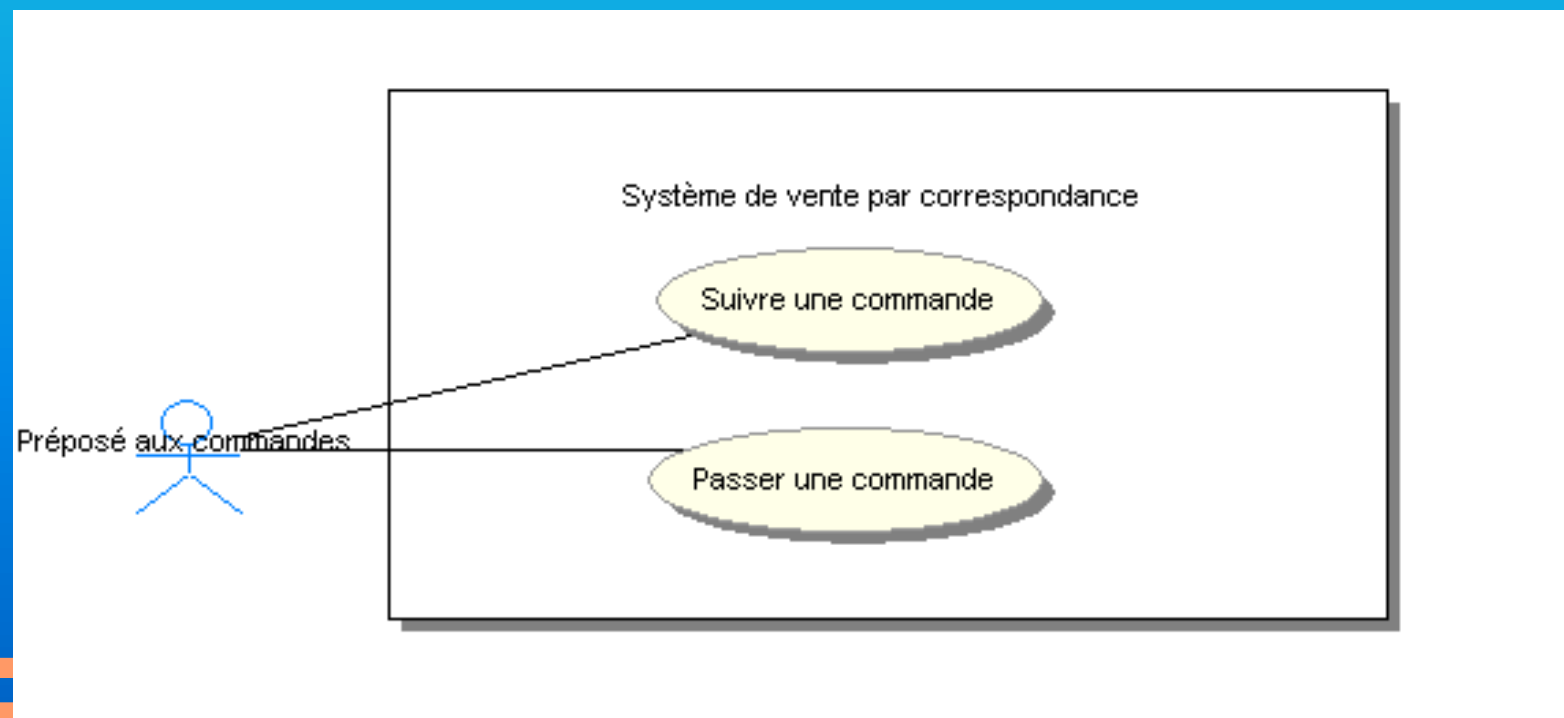 Système de vente par correspondance
Suivre une commande
Préposé aux commandes
Passer une commande